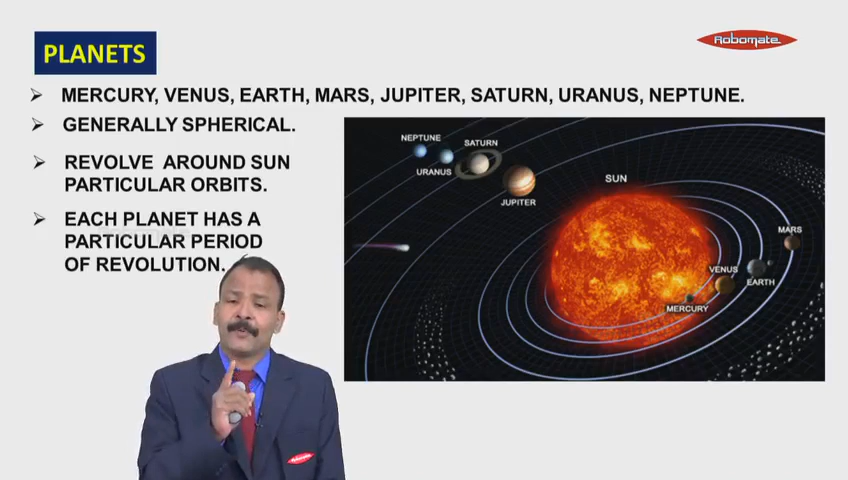 PLANETS
Robomate
MERCURY, VENUS, EARTH, MARS, JUPITER, SATURN, URANUS, NEPTUNE.
GENERALLY SPHERICAL.
REVOLVE AROUND SUN
PARTICULAR ORBITS.
EACH PLANET HAS A
PARTICULAR PERIOD
OF REVOLUTION.
NEPTUNE
SATURN
URANUS
JUPITER
SUN
MARS
VENUS
EARTH
MERCURY
Robomate